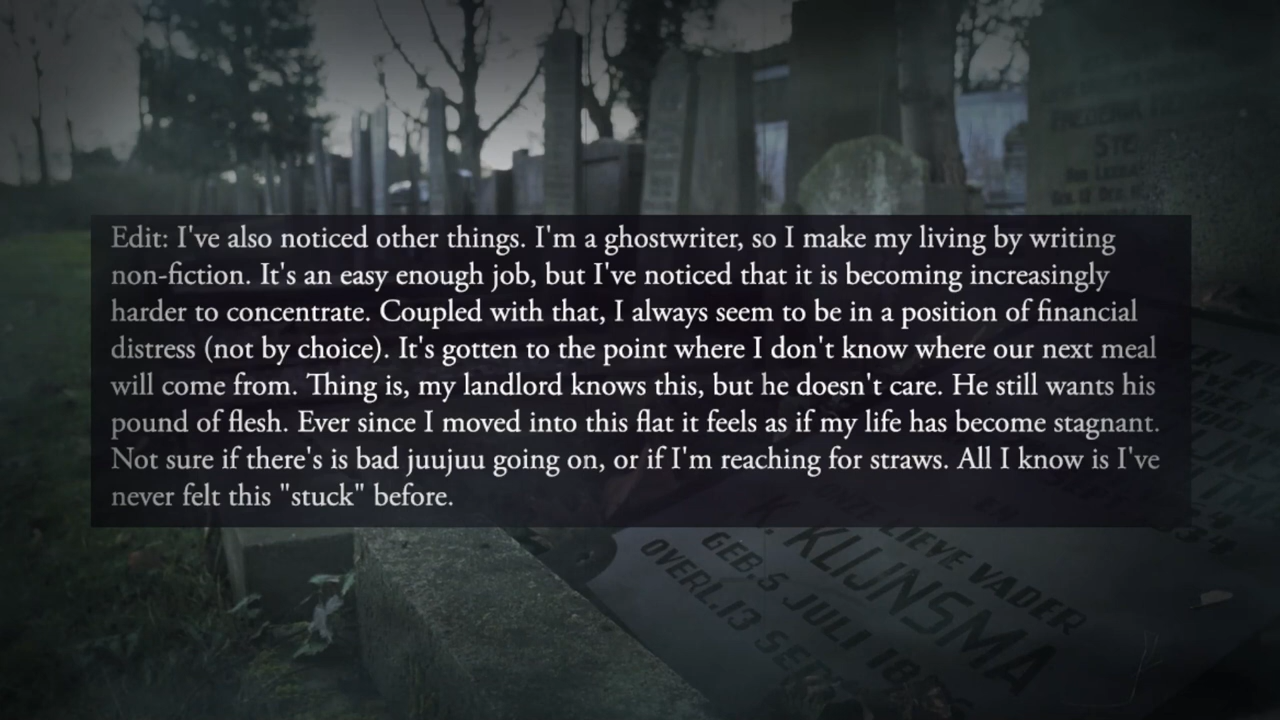 Edit: I've also noticed other things. I'm a ghostwriter, so I make my living by writing
non-fiction. It's an easy enough job, but I've noticed that it is becoming increasingly
harder to concentrate. Coupled with that, I always seem to be in a position of financial
distress (not by choice). It's gotten to the point where I don't know where our next meal
will come from. Thing is, my landlord knows this, but he doesn't care. He still wants his
pound of flesh. Ever since I moved into this flat it feels as if my life has become stagnant.
Not sure if there's is bad juujuu going on, or if I'm reaching for straws. All I know is I've
never felt this "stuck" before.
LIEVE VADER
K. KLIJNSMA
GEB. 5 JULI
OVERL. 13